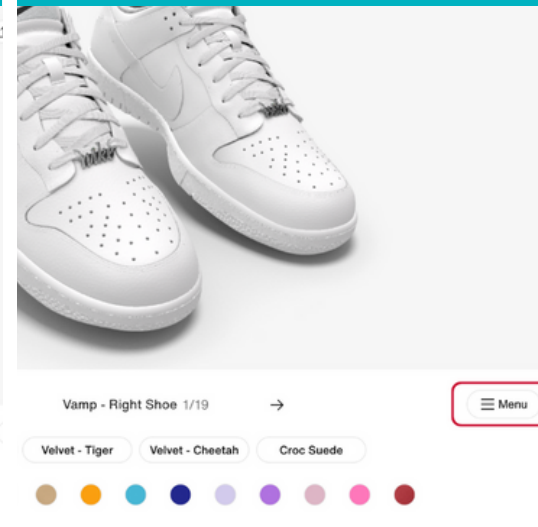 Vamp - Right Shoe 1/19 → Menu
Velvet - Tiger Velvet - Cheetah Croc Suede